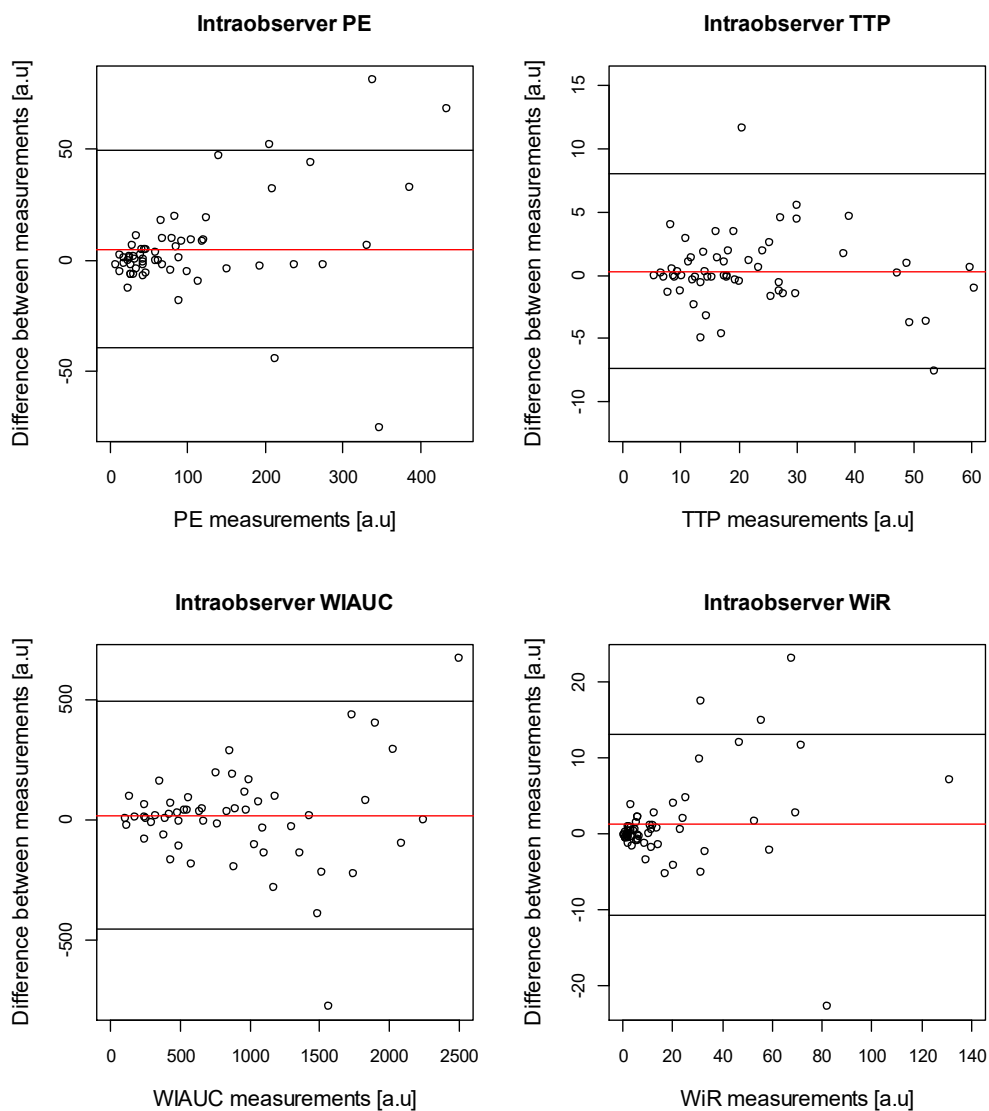 Intraobserver PE
Difference between measurements [a.u]
50
0
-50
0 100 200 300 400
PE measurements [a.u]
Intraobserver TTP
Difference between measurements [a.u]
15
10
5
0
-5
-10
0 10 20 30 40 50 60
TTP measurements [a.u]
Intraobserver WIAUC
Difference between measurements [a.u]
500
0
-500
0 500 1000 1500 2000 2500
WIAUC measurements [a.u]
Intraobserver WiR
Difference between measurements [a.u]
20
10
0
-10
-20
0 20 40 60 80 100 120 140
WiR measurements [a.u]